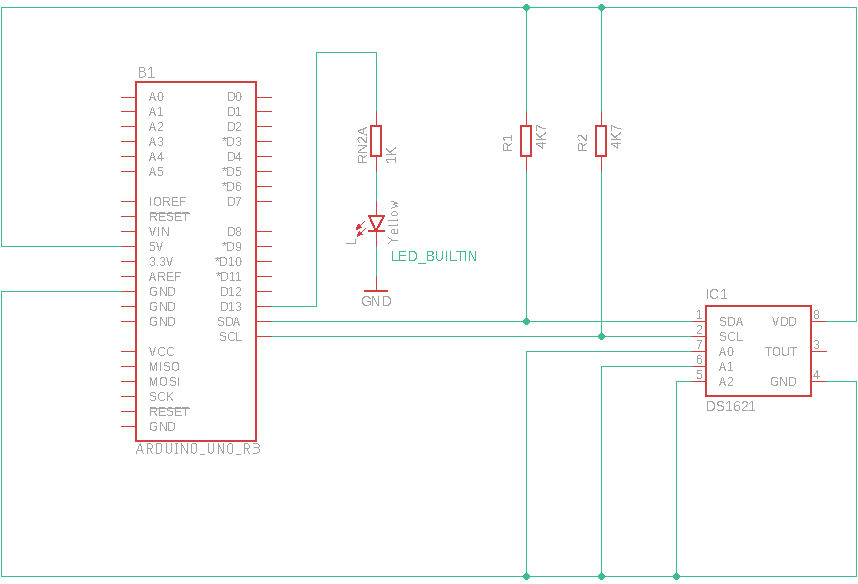 B1
A0 D0
A1 D1
A2 D2
A3 *D3
A4 D4
A5 *D5
*D6
IOREF D7
RESET
VIN D8
5V *D9
3.3V *D10
AREF *D11
GND D12
GND D13
GND SDA
SCL
VCC
MISO
MOSI
SCK
RESET
GND
ARDUINO_UNO_R3
RN2A
1K
L
Yellow
LED_BUILTIN
GND
R1
4K7
R2
4K7
IC1
1 SDA VDD 8
2 SCL
7 A0 TOUT 3
6 A1
5 A2 GND 4
DS1621